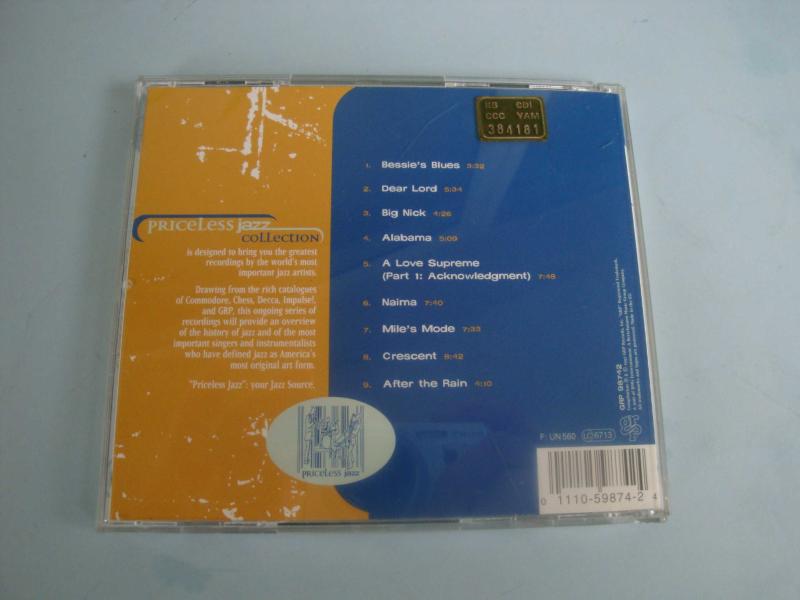 PRICELESS jazz
COLLECTION
is designed to bring you the greatest
recordings by the world's most
important jazz artists.
Drawing from the rich catalogues
of Commodore, Chess, Decca, Impulse!,
and GRP, this ongoing series of
recordings will provide an overview
of the history of jazz and of the most
important singers and instrumentalists
who have defined jazz as America's
most original art form.
"Priceless Jazz": your Jazz Source.
PRICELESS jazz
CCC YAM
384181
1. Bessie's Blues 3:32
2. Dear Lord 5:34
3. Big Nick 4:26
4. Alabama 5:09
5. A Love Supreme
(Part 1: Acknowledgment) 7:48
6. Naima 7:40
7. Mile's Mode 7:33
8. Crescent 8:42
9. After the Rain 4:10
GRP 98742
grp
F: UN 560 LC 6713
0 1110-59874-2 4